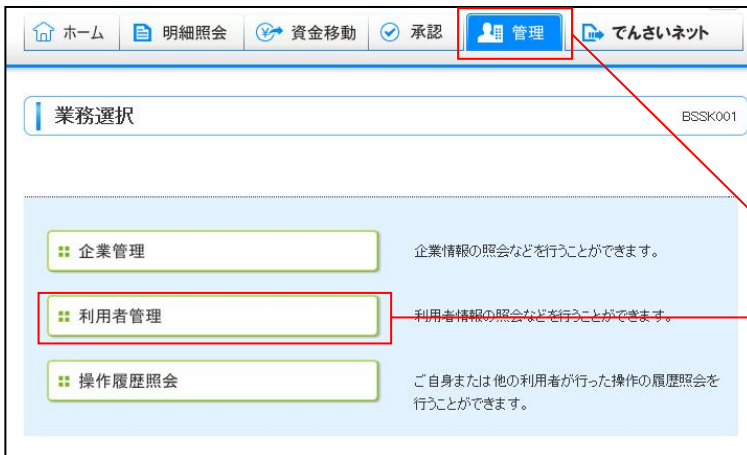 ホーム 明細照会 資金移動 承認 管理 でんさいネット
業務選択 BSSK001
企業管理 企業情報の照会などを行うことができます。
利用者管理 利用者情報の照会などを行うことができます。
操作履歴照会 ご自身または他の利用者が行った操作の履歴照会を
行うことができます。